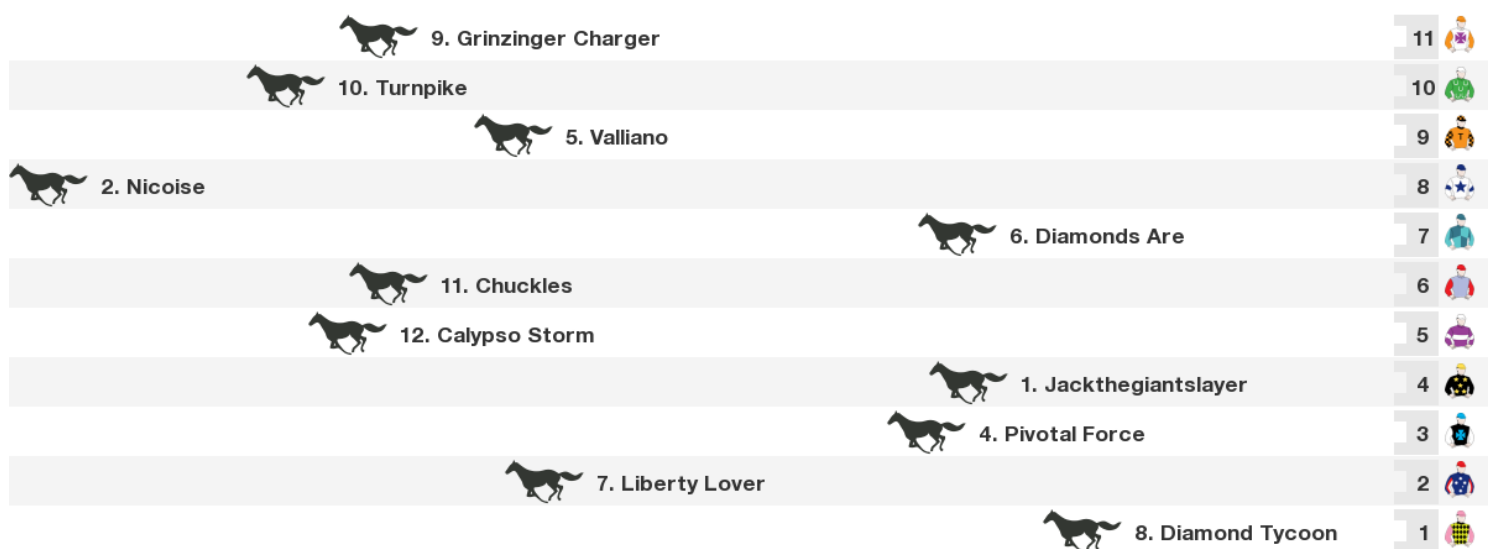 9. Grinzinger Charger 11
10. Turnpike 10
5. Valliano 9
T
2. Nicoise 8
6. Diamonds Are 7
11. Chuckles 6
12. Calypso Storm 5
1. Jackthegiantslayer 4
4. Pivotal Force 3
7. Liberty Lover 2
8. Diamond Tycoon 1